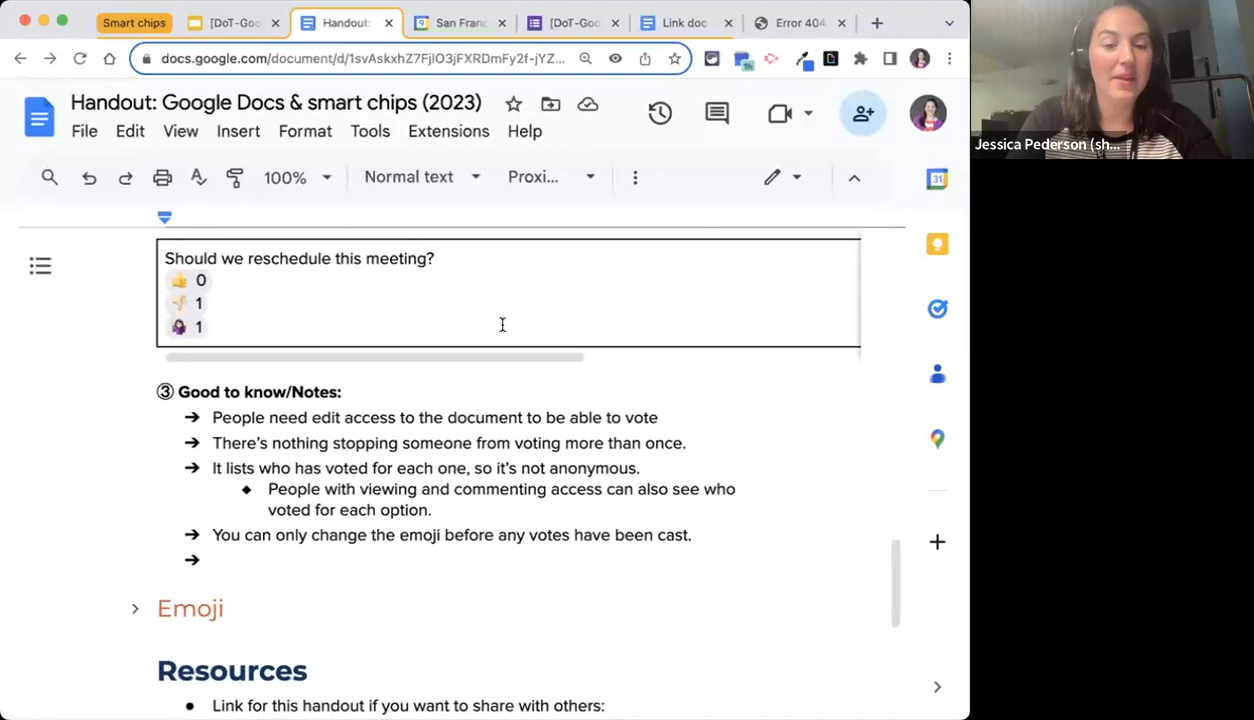 Smart chips
[DoT-Goo
Handout:
San Franc
[DoT-Goo
Link doc
Error 404
docs.google.com/document/d/1svAskxhZ7FjlO3jFXRDmFy2f-jYZ...
1h
Jessica Pederson (sh...
Handout: Google Docs & smart chips (2023)
File Edit View Insert Format Tools Extensions Help
100% Normal text Proxi...
31
Should we reschedule this meeting?
👍 0
👎 1
🤷 1
③ Good to know/Notes:
➔ People need edit access to the document to be able to vote
➔ There's nothing stopping someone from voting more than once.
➔ It lists who has voted for each one, so it's not anonymous.
◆ People with viewing and commenting access can also see who
voted for each option.
➔ You can only change the emoji before any votes have been cast.
➔
Emoji
Resources
● Link for this handout if you want to share with others: